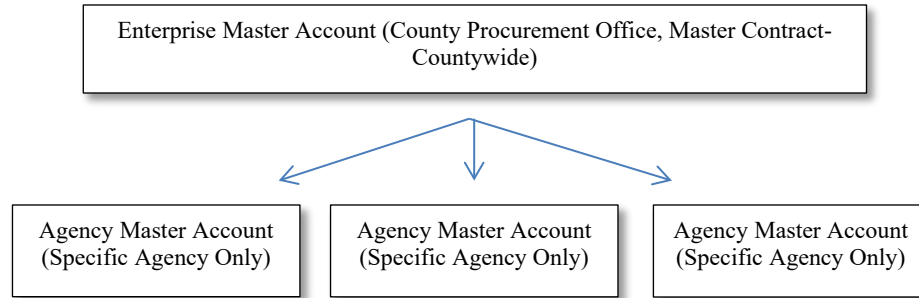 Enterprise Master Account (County Procurement Office, Master Contract-
Countywide)
Agency Master Account
(Specific Agency Only)
Agency Master Account
(Specific Agency Only)
Agency Master Account
(Specific Agency Only)